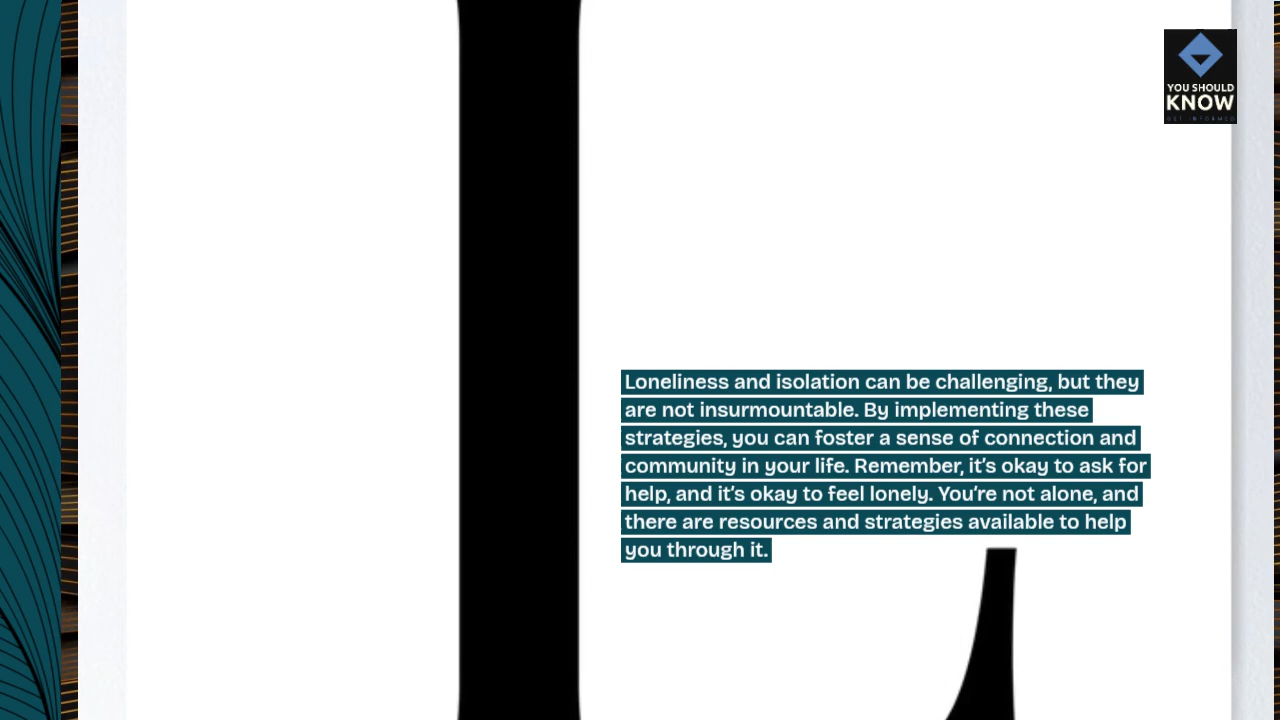 YOU SHOULD
KNOW
GET INFORMED
Loneliness and isolation can be challenging, but they
are not insurmountable. By implementing these
strategies, you can foster a sense of connection and
community in your life. Remember, it's okay to ask for
help, and it's okay to feel lonely. You're not alone, and
there are resources and strategies available to help
you through it.